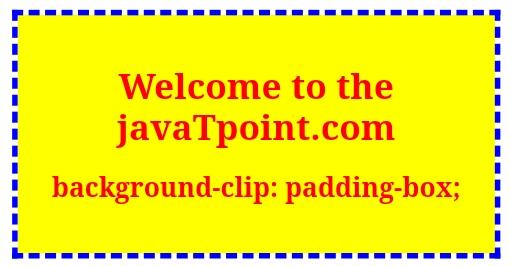 Welcome to the
javaTpoint.com
background-clip: padding-box;